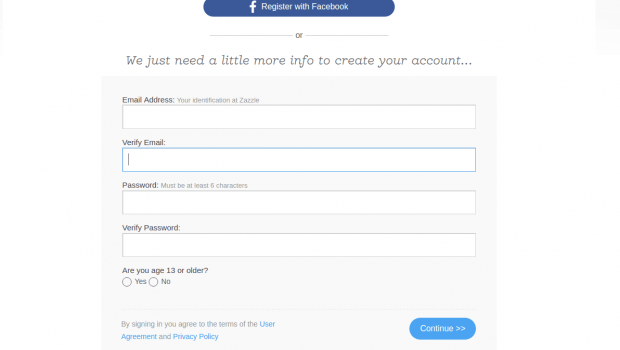 Register with Facebook
or
We just need a little more info to create your account...
Email Address: Your identification at Zazzle
Verify Email:
Password: Must be at least 6 characters
Verify Password:
Are you age 13 or older?
Yes No
By signing in you agree to the terms of the User
Agreement and Privacy Policy
Continue >>